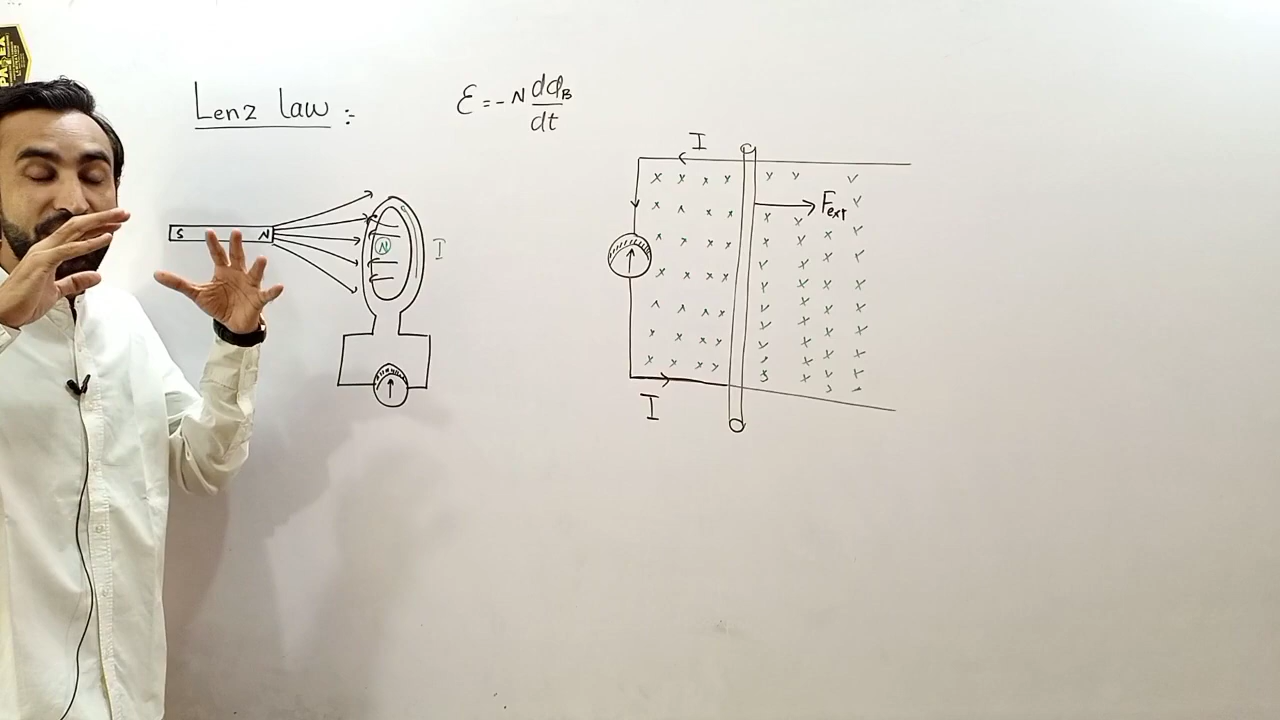 Lenz Law :-
ε = - N dφB/dt
S N
N
I
I
Fext
I